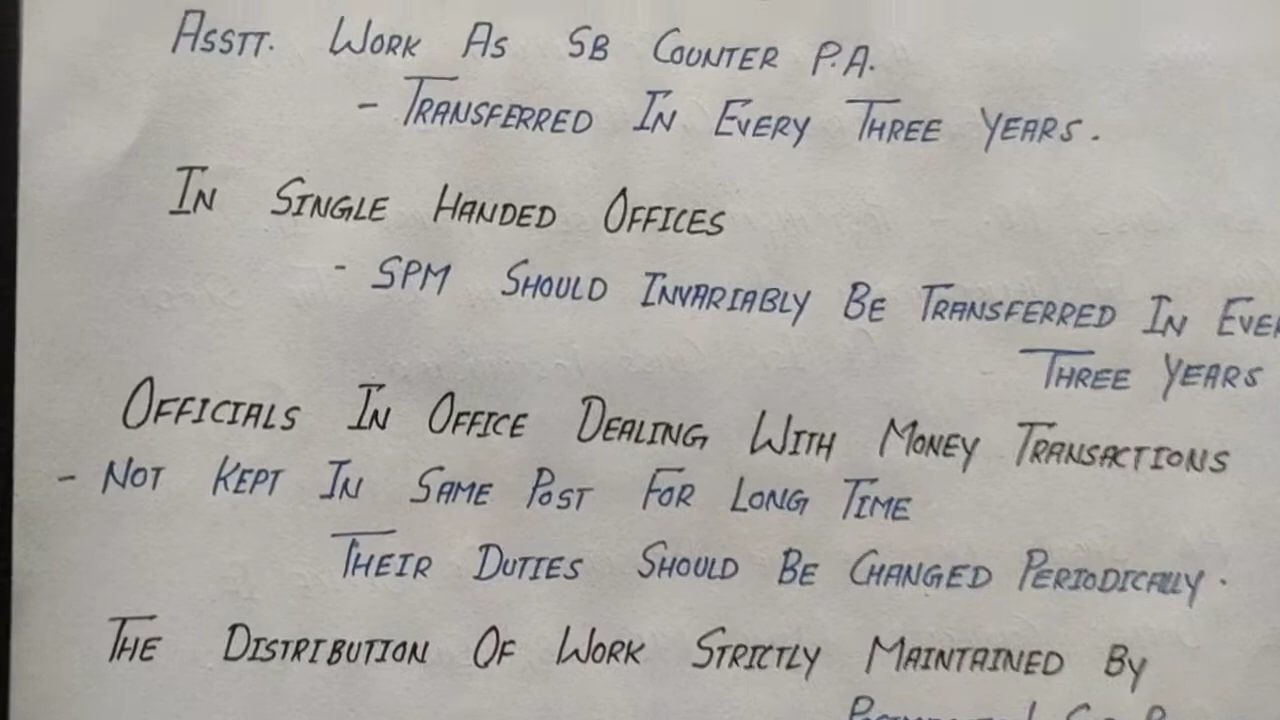 ASSTT. WORK AS SB COUNTER P.A.
- TRANSFERRED IN EVERY THREE YEARS.
IN SINGLE HANDED OFFICES
- SPM SHOULD INVARIABLY BE TRANSFERRED IN
THREE YEARS
OFFICIALS IN OFFICE DEALING WITH MONEY TRANSACTIONS
- NOT KEPT IN SAME POST FOR LONG TIME
THEIR DUTIES SHOULD BE CHANGED PERIODICALLY.
THE DISTRIBUTION OF WORK STRICTLY MAINTAINED BY